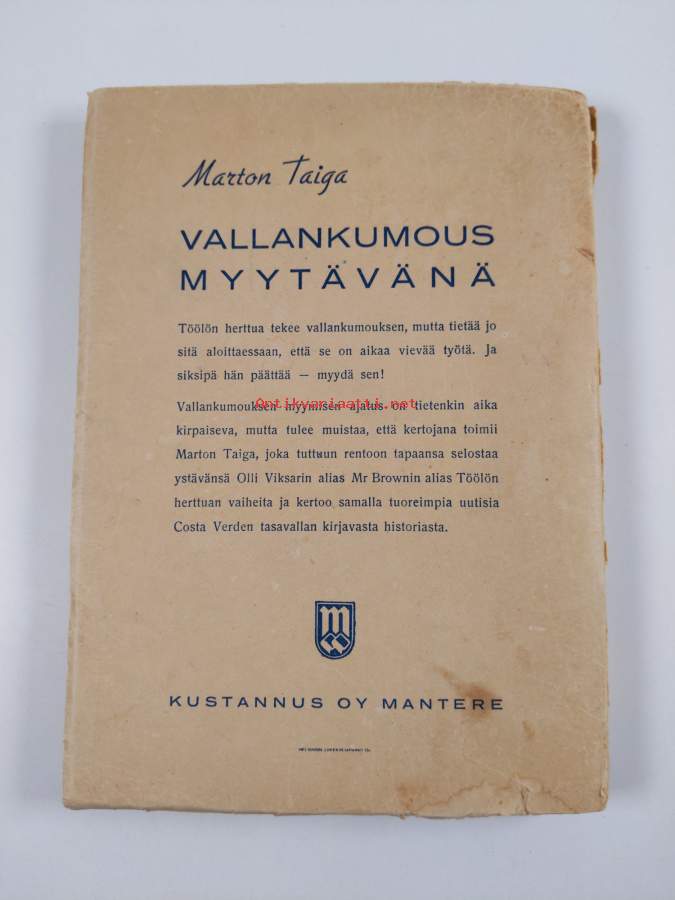 Marton Taiga
VALLANKUMOUS
MYYTÄVÄNÄ
Töölön herttua tekee vallankumouksen, mutta tietää jo
sitä aloittaessaan, että se on aikaa vievää työtä. Ja
siksipä hän päättää — myydä sen!
Antikvariaatti.net
Vallankumouksen myymisen ajatus on tietenkin aika
kirpaiseva, mutta tulee muistaa, että kertojana toimii
Marton Taiga, joka tuttuun rentoon tapaansa selostaa
ystävänsä Olli Viksarin alias Mr Brownin alias Töölön
herttuan vaiheita ja kertoo samalla tuoreimpia uutisia
Costa Verden tasavallan kirjavasta historiasta.
KUSTANNUS OY MANTERE